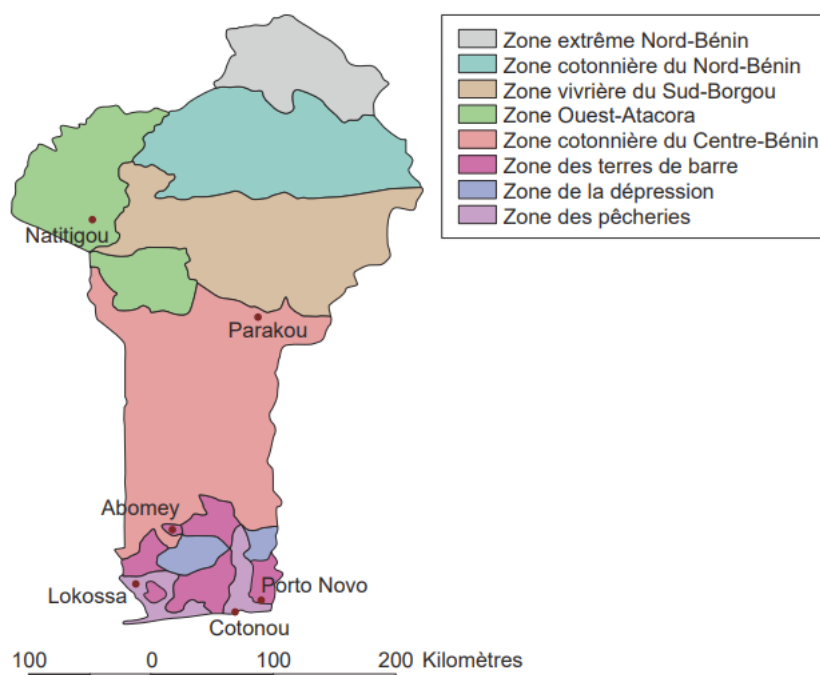 Zone extrême Nord-Bénin
Zone cotonnière du Nord-Bénin
Zone vivrière du Sud-Borgou
Zone Ouest-Atacora
Zone cotonnière du Centre-Bénin
Zone des terres de barre
Zone de la dépression
Zone des pêcheries
Natitigou
Parakou
Abomey
Lokossa
Porto Novo
Cotonou
100 0 100 200 Kilomètres